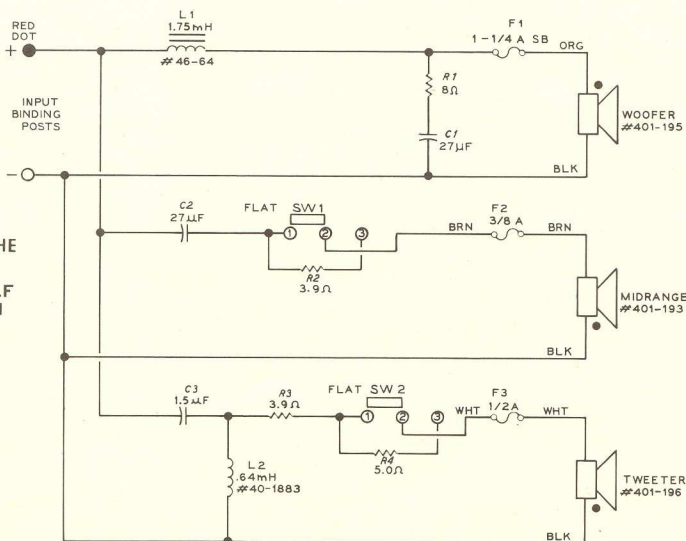 RED
DOT
+
INPUT
BINDING
POSTS
−
L1
1.75mH
#46-64
R1
8Ω
C1
27µF
F1
1-1/4 A SB
ORG
WOOFER
#401-195
BLK
HE
LF
C2
27µF
FLAT SW1
1 2 3
R2
3.9Ω
BRN
F2
3/8 A
BRN
MIDRANGE
#401-193
BLK
C3
1.5µF
R3
3.9Ω
L2
.64mH
#40-1883
FLAT SW2
1 2 3
R4
5.0Ω
WHT
F3
1/2A
WHT
TWEETER
#401-196
BLK